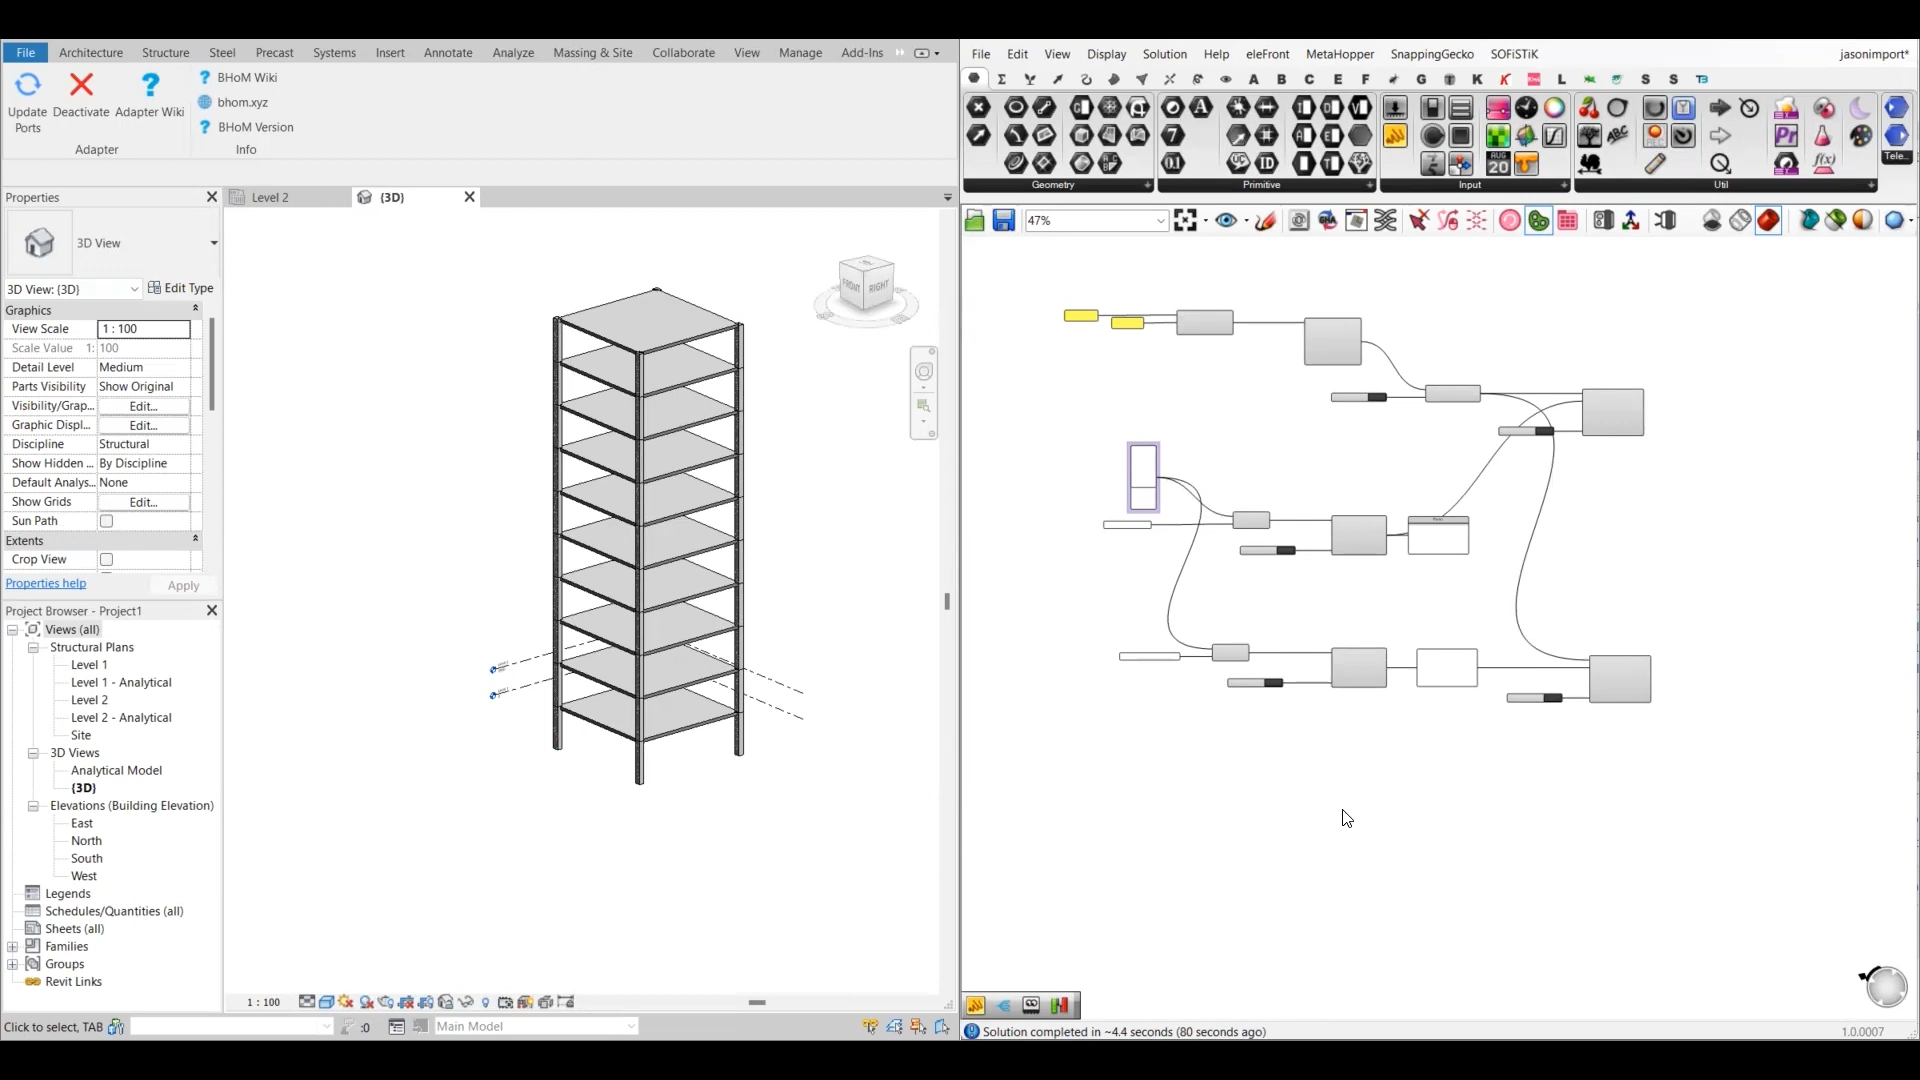 File Architecture Structure Steel Precast Systems Insert Annotate Analyze Massing & Site Collaborate View Manage Add-Ins
Update Ports
Deactivate
Adapter Wiki
Adapter
BHoM Wiki
bhom.xyz
BHoM Version
Info
Properties
Level 2
{3D}
3D View
3D View: {3D}
Edit Type
Graphics
View Scale 1 : 100
Scale Value 1: 100
Detail Level Medium
Parts Visibility Show Original
Visibility/Grap... Edit...
Graphic Displ... Edit...
Discipline Structural
Show Hidden ... By Discipline
Default Analys... None
Show Grids Edit...
Sun Path
Extents
Crop View
Properties help
Apply
Project Browser - Project1
Views (all)
Structural Plans
Level 1
Level 1 - Analytical
Level 2
Level 2 - Analytical
Site
3D Views
Analytical Model
{3D}
Elevations (Building Elevation)
East
North
South
West
Legends
Schedules/Quantities (all)
Sheets (all)
Families
Groups
Revit Links
FRONT RIGHT
1 : 100
Click to select, TAB
:0
Main Model
File Edit View Display Solution Help eleFront MetaHopper SnappingGecko SOFiSTiK
jasonimport*
A B C E F G K K L S S
Geometry
Primitive
Input
Util
Tele...
47%
Solution completed in ~4.4 seconds (80 seconds ago)
1.0.0007